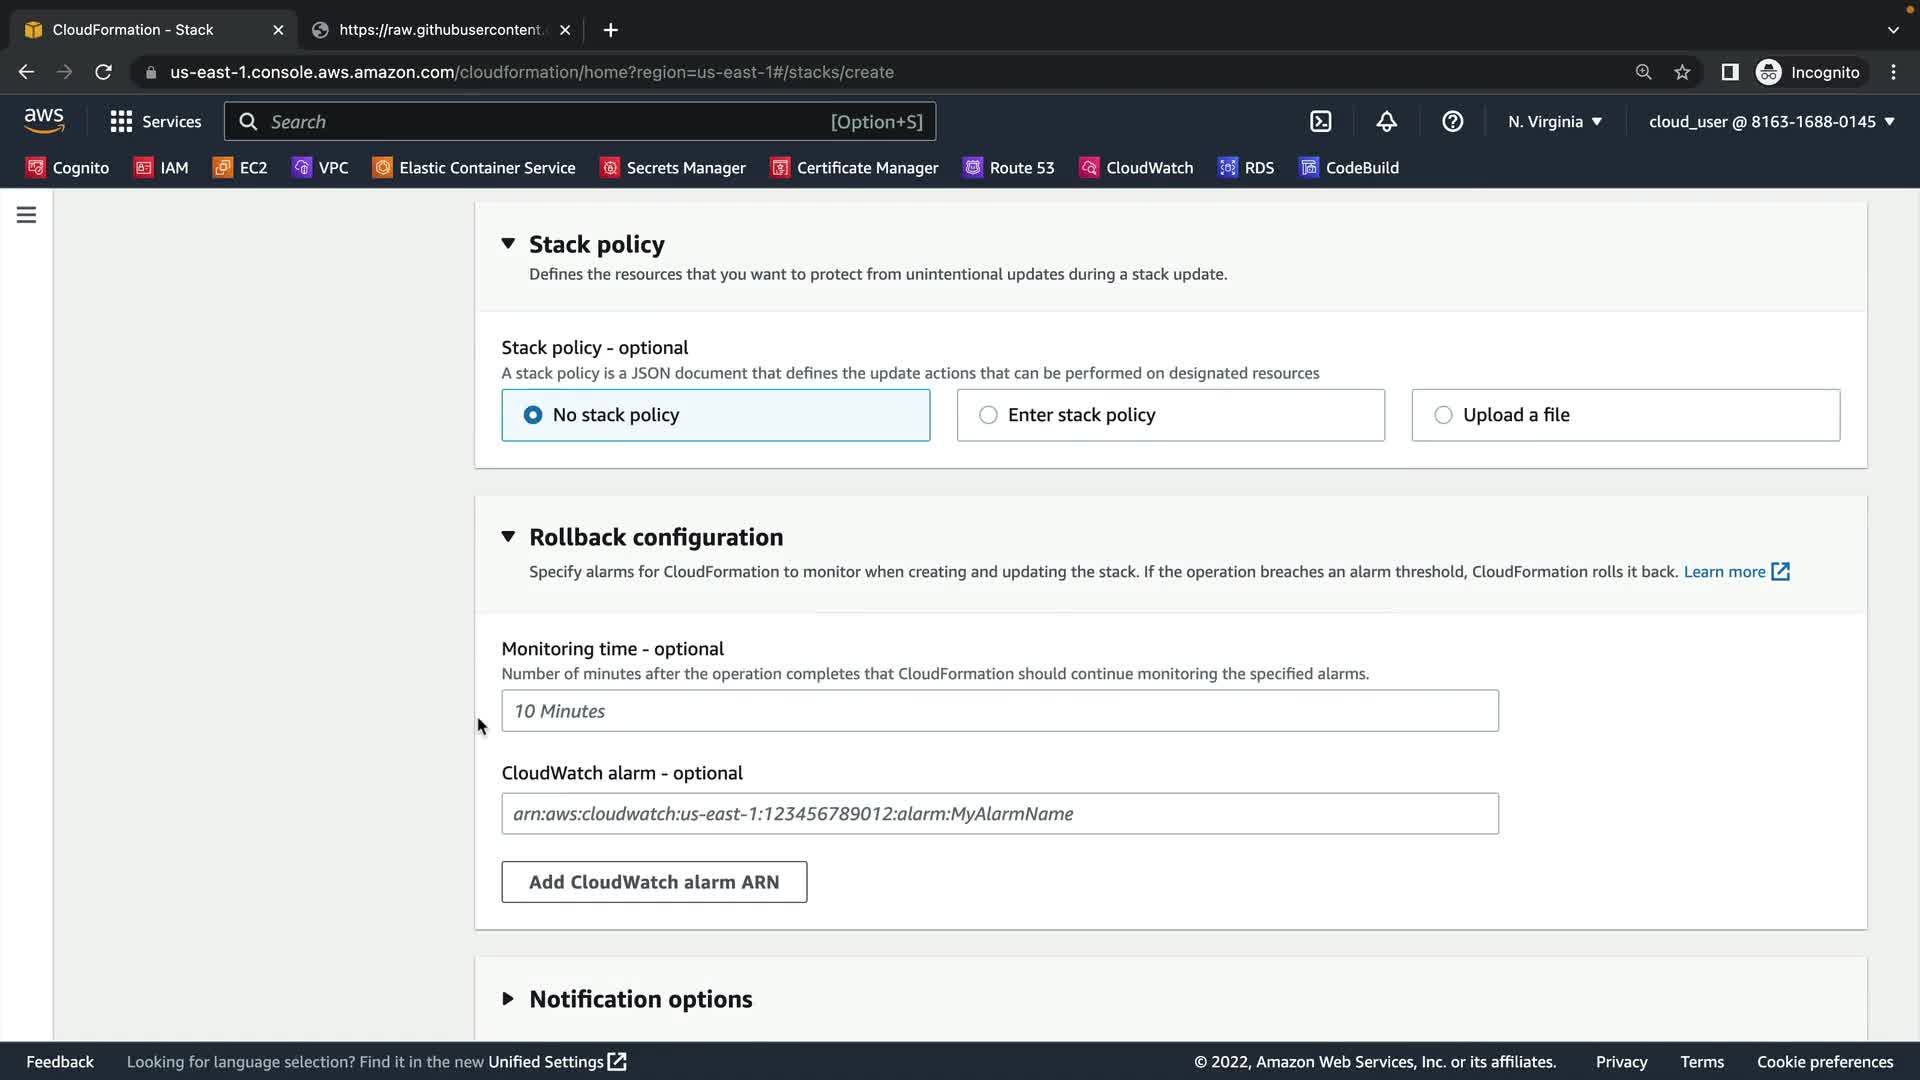 CloudFormation - Stack
https://raw.githubusercontent.
us-east-1.console.aws.amazon.com/cloudformation/home?region=us-east-1#/stacks/create
Incognito
aws
Services
Search
[Option+S]
N. Virginia
cloud_user @ 8163-1688-0145
Cognito
IAM
EC2
VPC
Elastic Container Service
Secrets Manager
Certificate Manager
Route 53
CloudWatch
RDS
CodeBuild
Stack policy
Defines the resources that you want to protect from unintentional updates during a stack update.
Stack policy - optional
A stack policy is a JSON document that defines the update actions that can be performed on designated resources
No stack policy
Enter stack policy
Upload a file
Rollback configuration
Specify alarms for CloudFormation to monitor when creating and updating the stack. If the operation breaches an alarm threshold, CloudFormation rolls it back. Learn more
Monitoring time - optional
Number of minutes after the operation completes that CloudFormation should continue monitoring the specified alarms.
10 Minutes
CloudWatch alarm - optional
arn:aws:cloudwatch:us-east-1:123456789012:alarm:MyAlarmName
Add CloudWatch alarm ARN
Notification options
Feedback
Looking for language selection? Find it in the new Unified Settings
© 2022, Amazon Web Services, Inc. or its affiliates.
Privacy
Terms
Cookie preferences